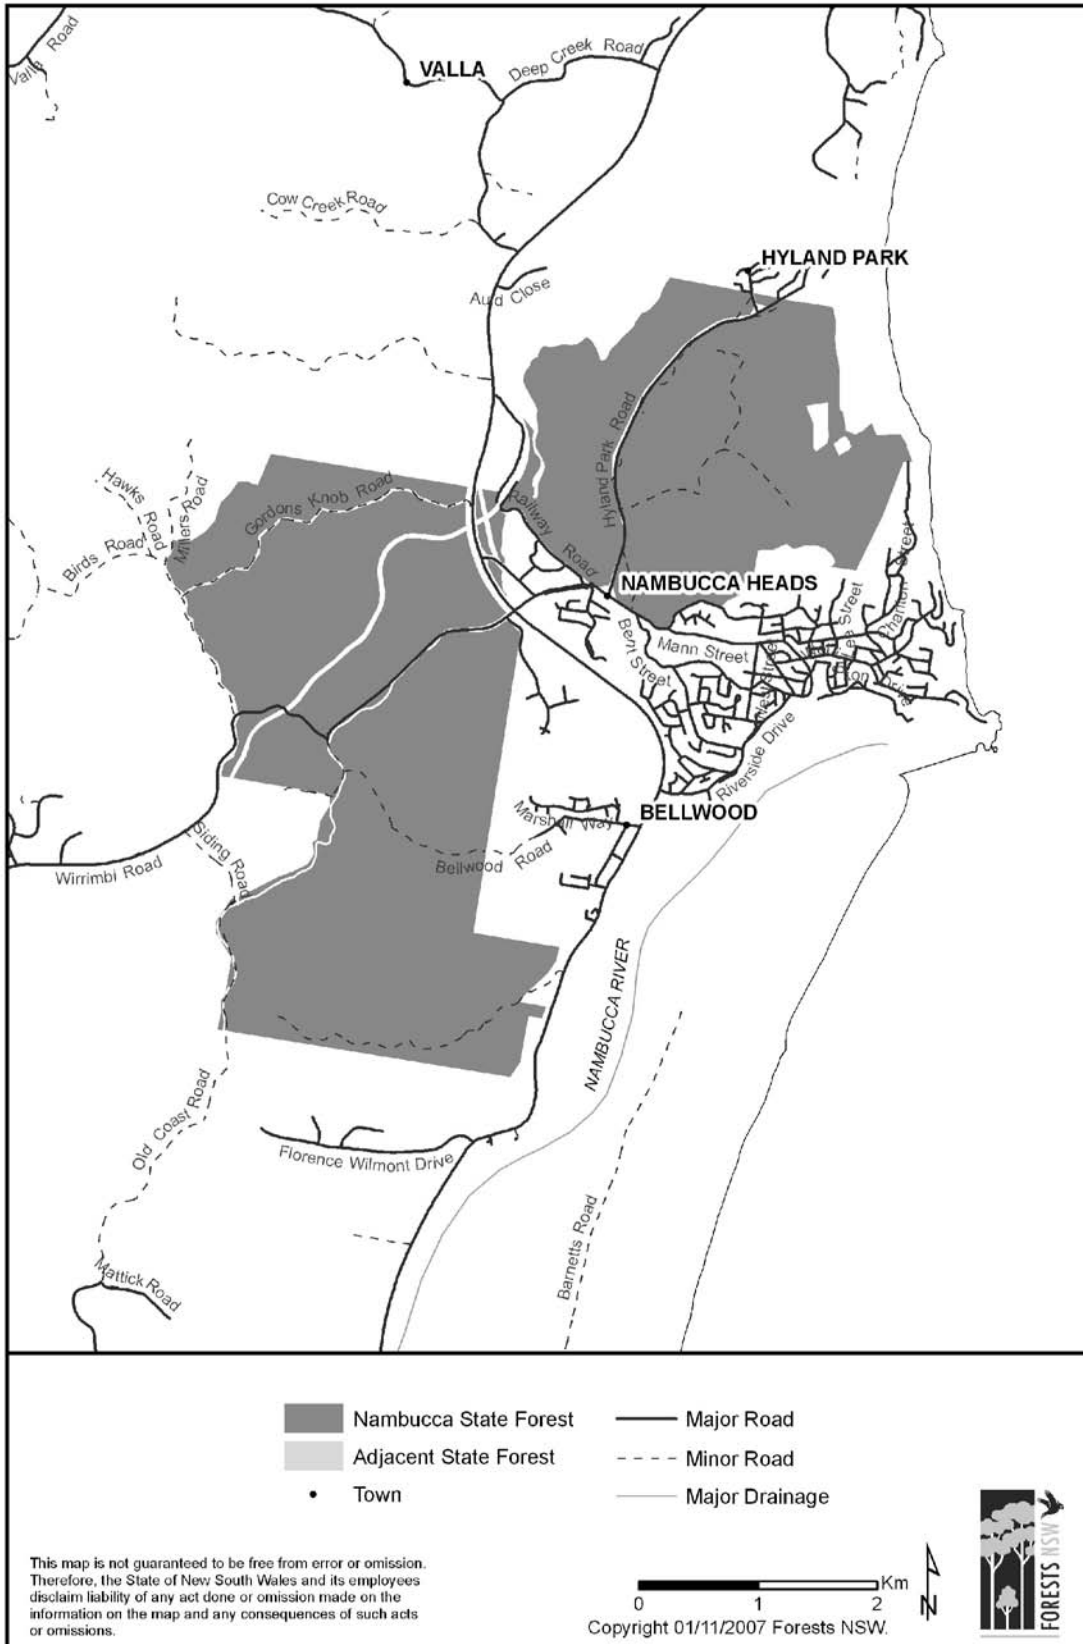 Valla Road
VALLA
Deep Creek Road
Cow Creek Road
HYLAND PARK
Auld Close
Hyland Park Road
Hawks Road
Millers Road
Gordons Knob Road
Railway Road
Birds Road
NAMBUCCA HEADS
Bent Street
Mann Street
West Street
Lee Street
Charlton Street
Riverside Drive
BELLWOOD
Marshall Way
Bellwood Road
Siding Road
Wirrimbi Road
NAMBUCCA RIVER
Old Coast Road
Florence Wilmont Drive
Barnetts Road
Mattick Road
Nambucca State Forest
Major Road
Adjacent State Forest
Minor Road
Town
Major Drainage
This map is not guaranteed to be free from error or omission.
Therefore, the State of New South Wales and its employees
disclaim liability of any act done or omission made on the
information on the map and any consequences of such acts
or omissions.
Km
0 1 2
N
Copyright 01/11/2007 Forests NSW.
FORESTS NSW